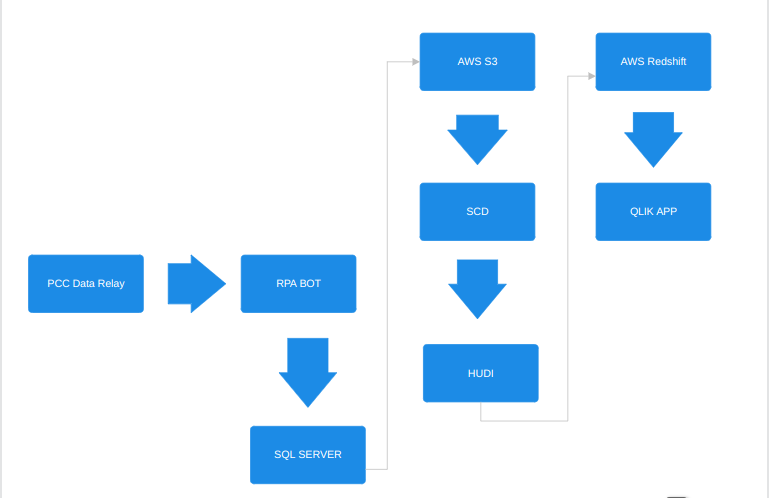 PCC Data Relay
RPA BOT
SQL SERVER
AWS S3
SCD
HUDI
AWS Redshift
QLIK APP